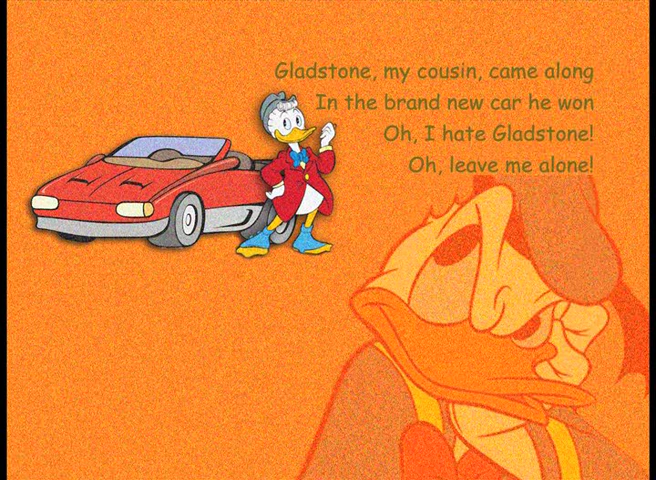 Gladstone, my cousin, came along
In the brand new car he won
Oh, I hate Gladstone!
Oh, leave me alone!